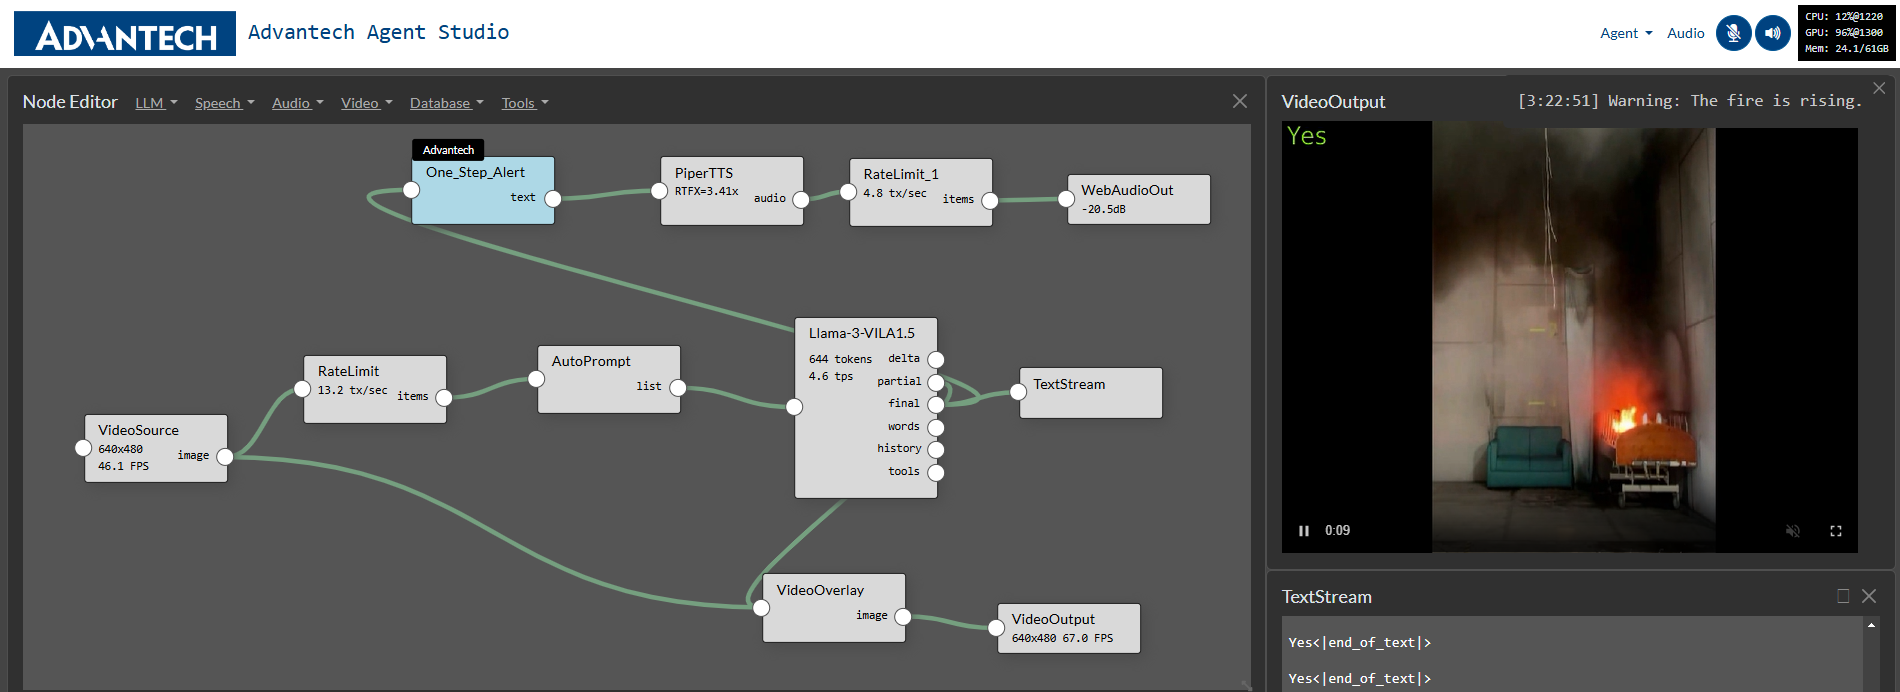 ADVANTECH Advantech Agent Studio
Agent Audio
CPU: 12%@1220
GPU: 96%@1300
Mem: 24.1/61GB
Node Editor LLM Speech Audio Video Database Tools
Advantech
One_Step_Alert
text
PiperTTS
RTFX=3.41x
audio
RateLimit_1
4.8 tx/sec
items
WebAudioOut
-20.5dB
Llama-3-VILA1.5
644 tokens
4.6 tps
delta
partial
final
words
history
tools
RateLimit
13.2 tx/sec
items
AutoPrompt
list
TextStream
VideoSource
640x480
46.1 FPS
image
VideoOverlay
image
VideoOutput
640x480 67.0 FPS
VideoOutput
[3:22:51] Warning: The fire is rising.
Yes
0:09
TextStream
Yes<|end_of_text|>
Yes<|end_of_text|>